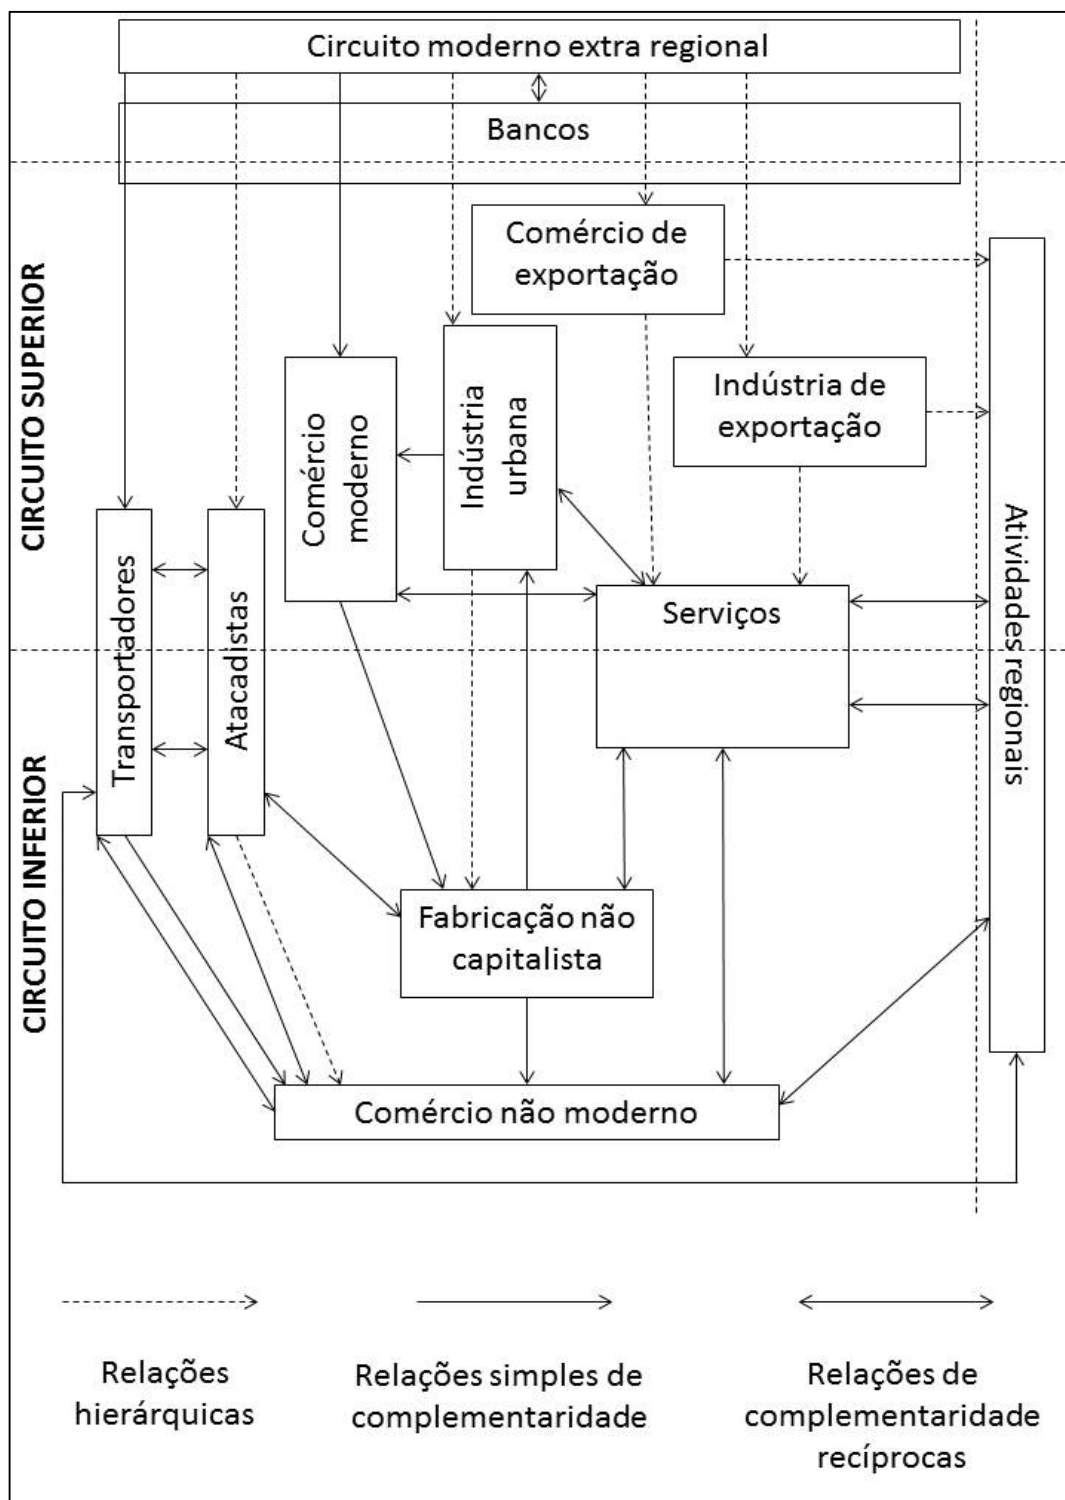 Circuito moderno extra regional
Bancos
CIRCUITO SUPERIOR
Comércio de
exportação
Indústria de
exportação
Indústria
urbana
Comércio
moderno
Transportadores
Atacadistas
Serviços
Atividades regionais
CIRCUITO INFERIOR
Fabricação não
capitalista
Comércio não moderno
Relações
hierárquicas
Relações simples de
complementaridade
Relações de
complementaridade
recíprocas